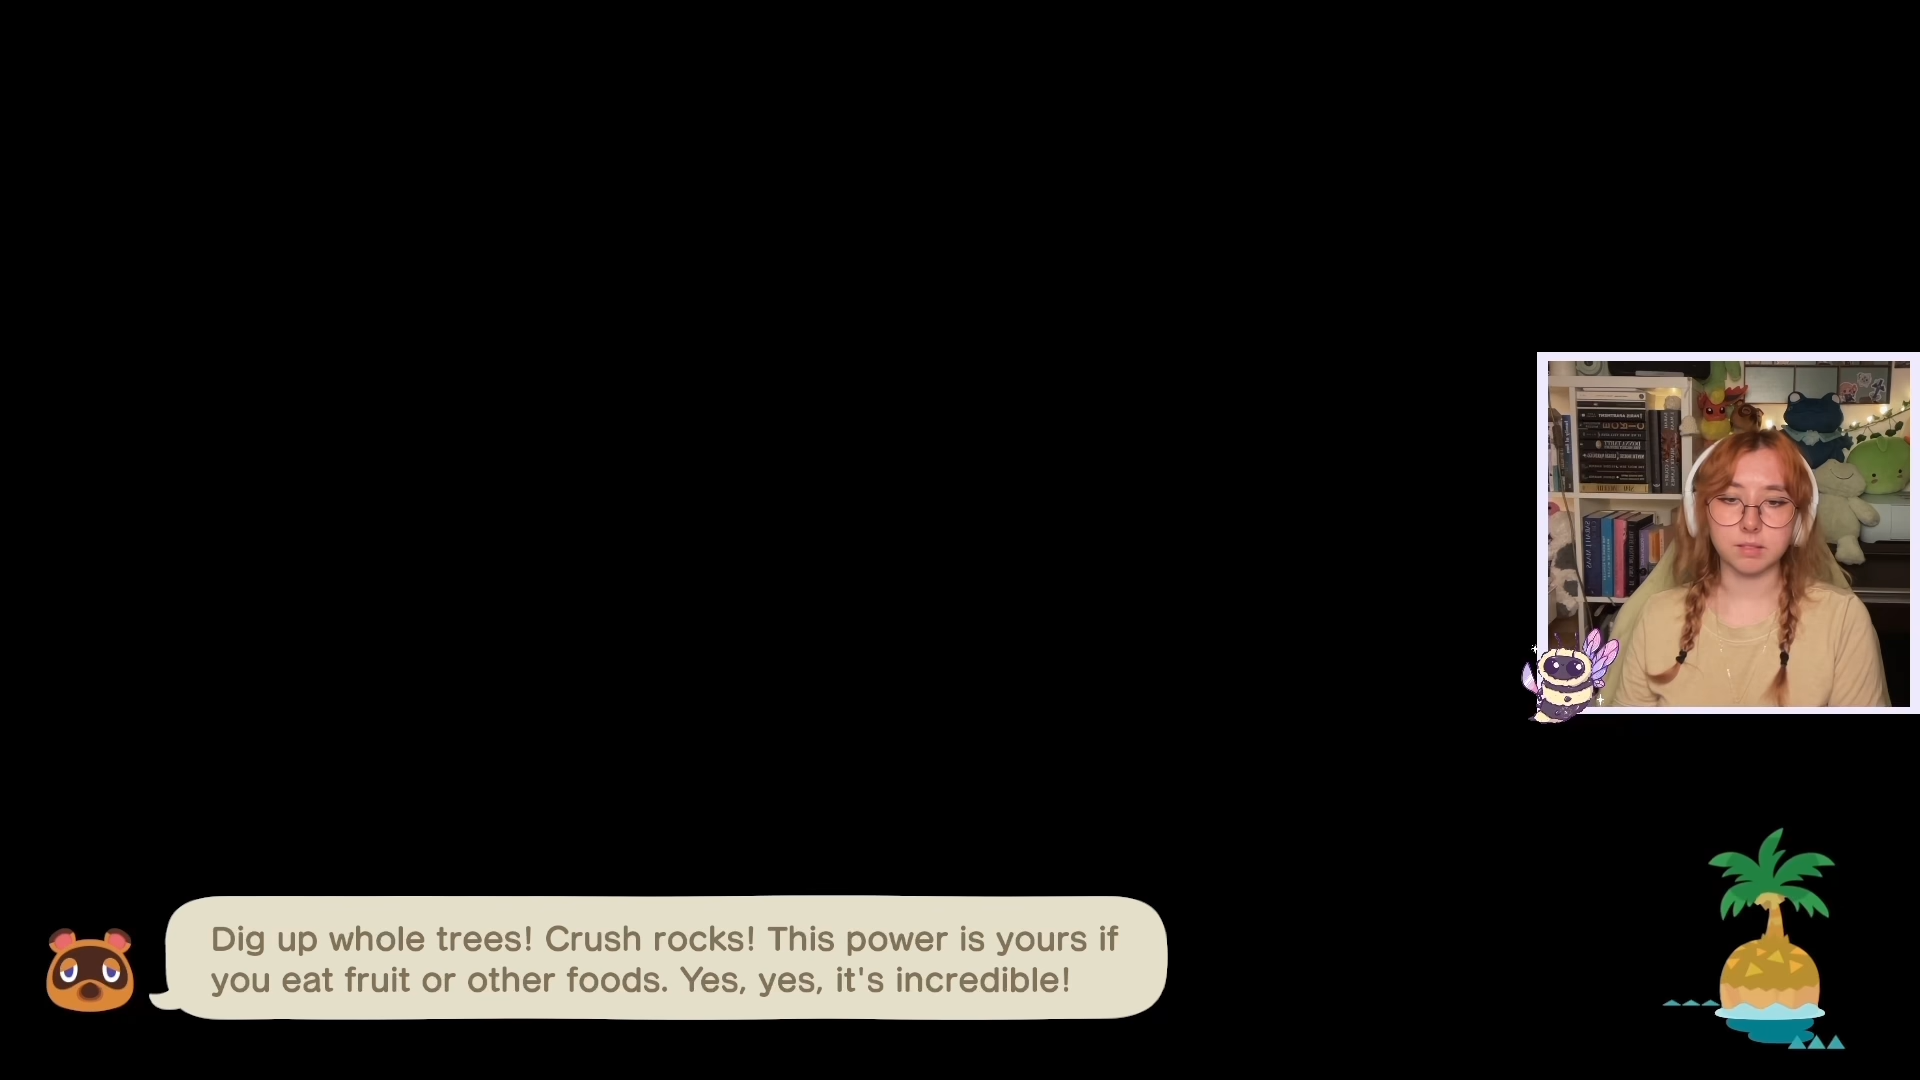 Dig up whole trees! Crush rocks! This power is yours if
you eat fruit or other foods. Yes, yes, it's incredible!